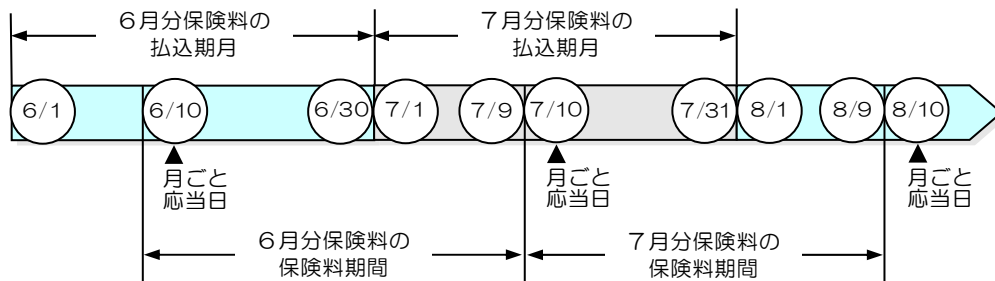 ６月分保険料の
払込期月
７月分保険料の
払込期月
6/1
6/10
6/30
7/1
7/9
7/10
7/31
8/1
8/9
8/10
▲
月ごと
応当日
▲
月ごと
応当日
▲
月ごと
応当日
６月分保険料の
保険料期間
７月分保険料の
保険料期間